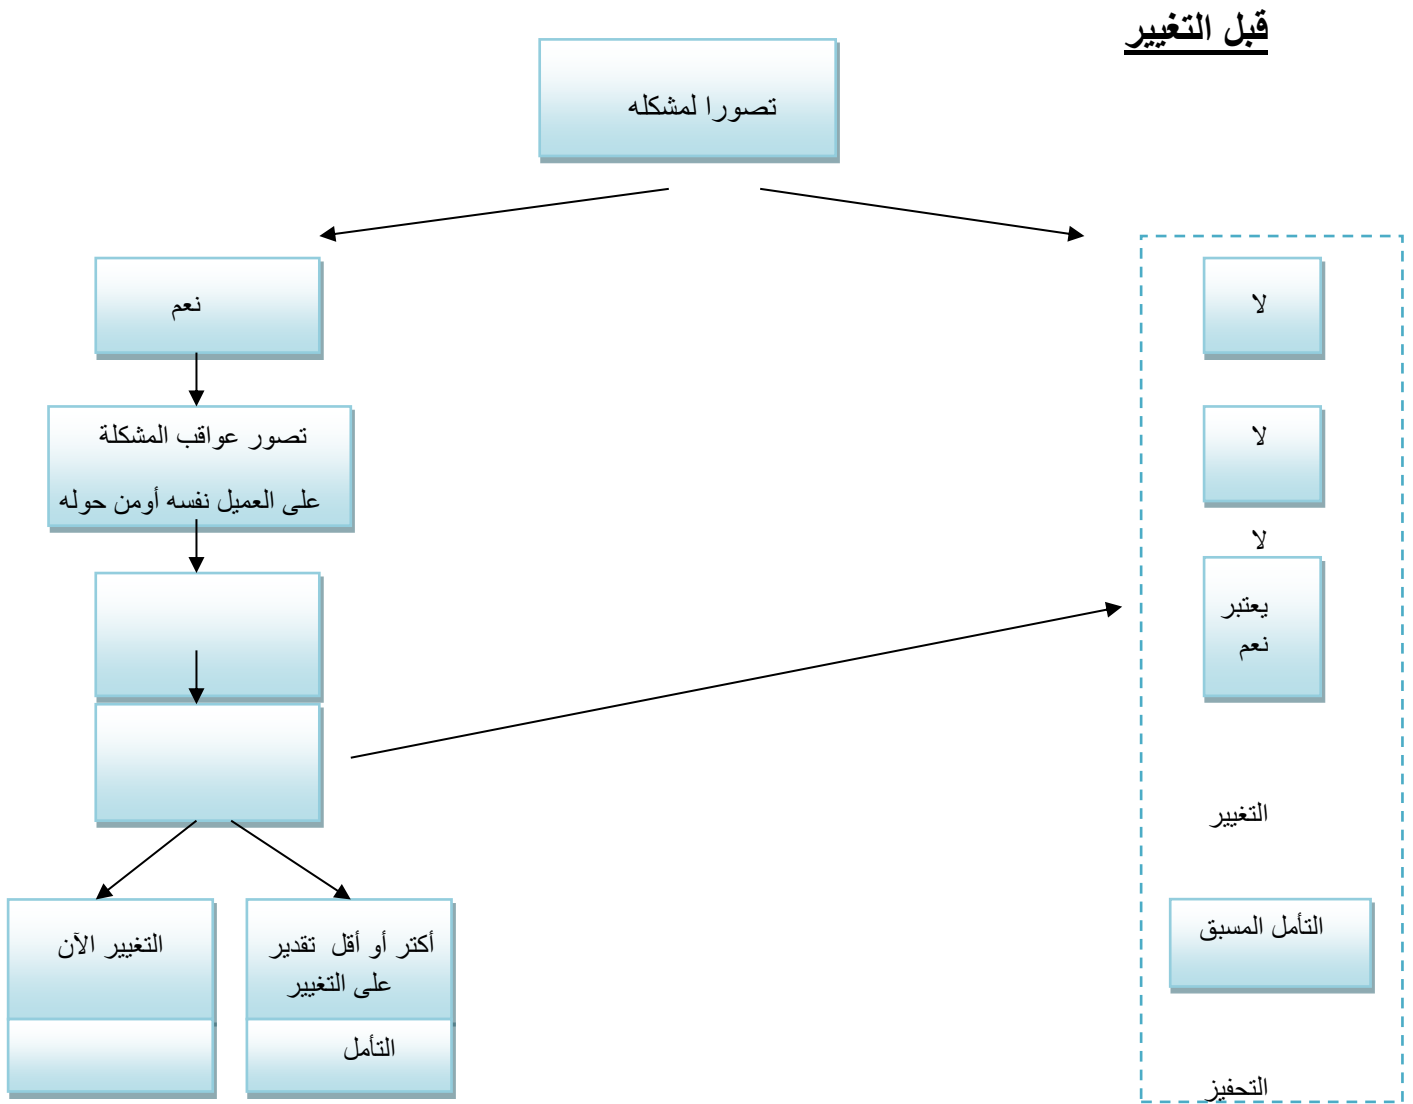 قبل التغيير
تصورا لمشكله
نعم
لا
تصور عواقب المشكلة
على العميل نفسه أومن حوله
لا
لا
يعتبر
نعم
التغيير
التغيير الآن
أكتر أو أقل تقدير
على التغيير
التأمل المسبق
التأمل
التحفيز